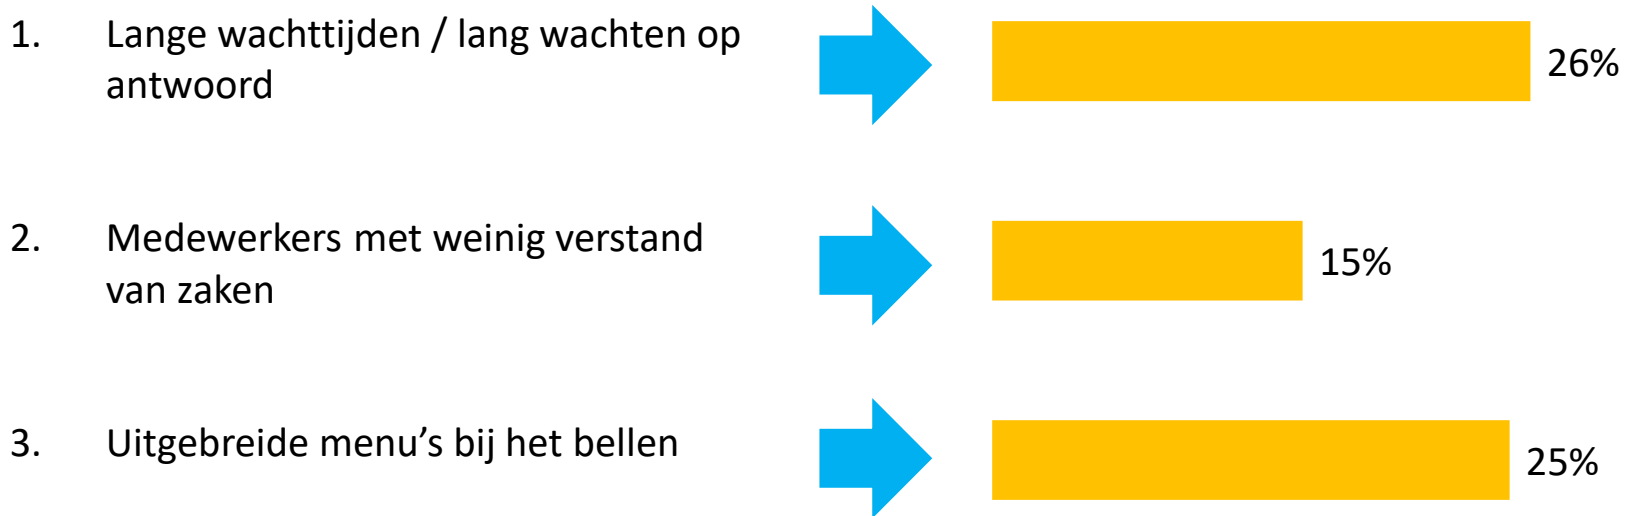 1. Lange wachttijden / lang wachten op
antwoord
26%
2. Medewerkers met weinig verstand
van zaken
15%
3. Uitgebreide menu’s bij het bellen
25%